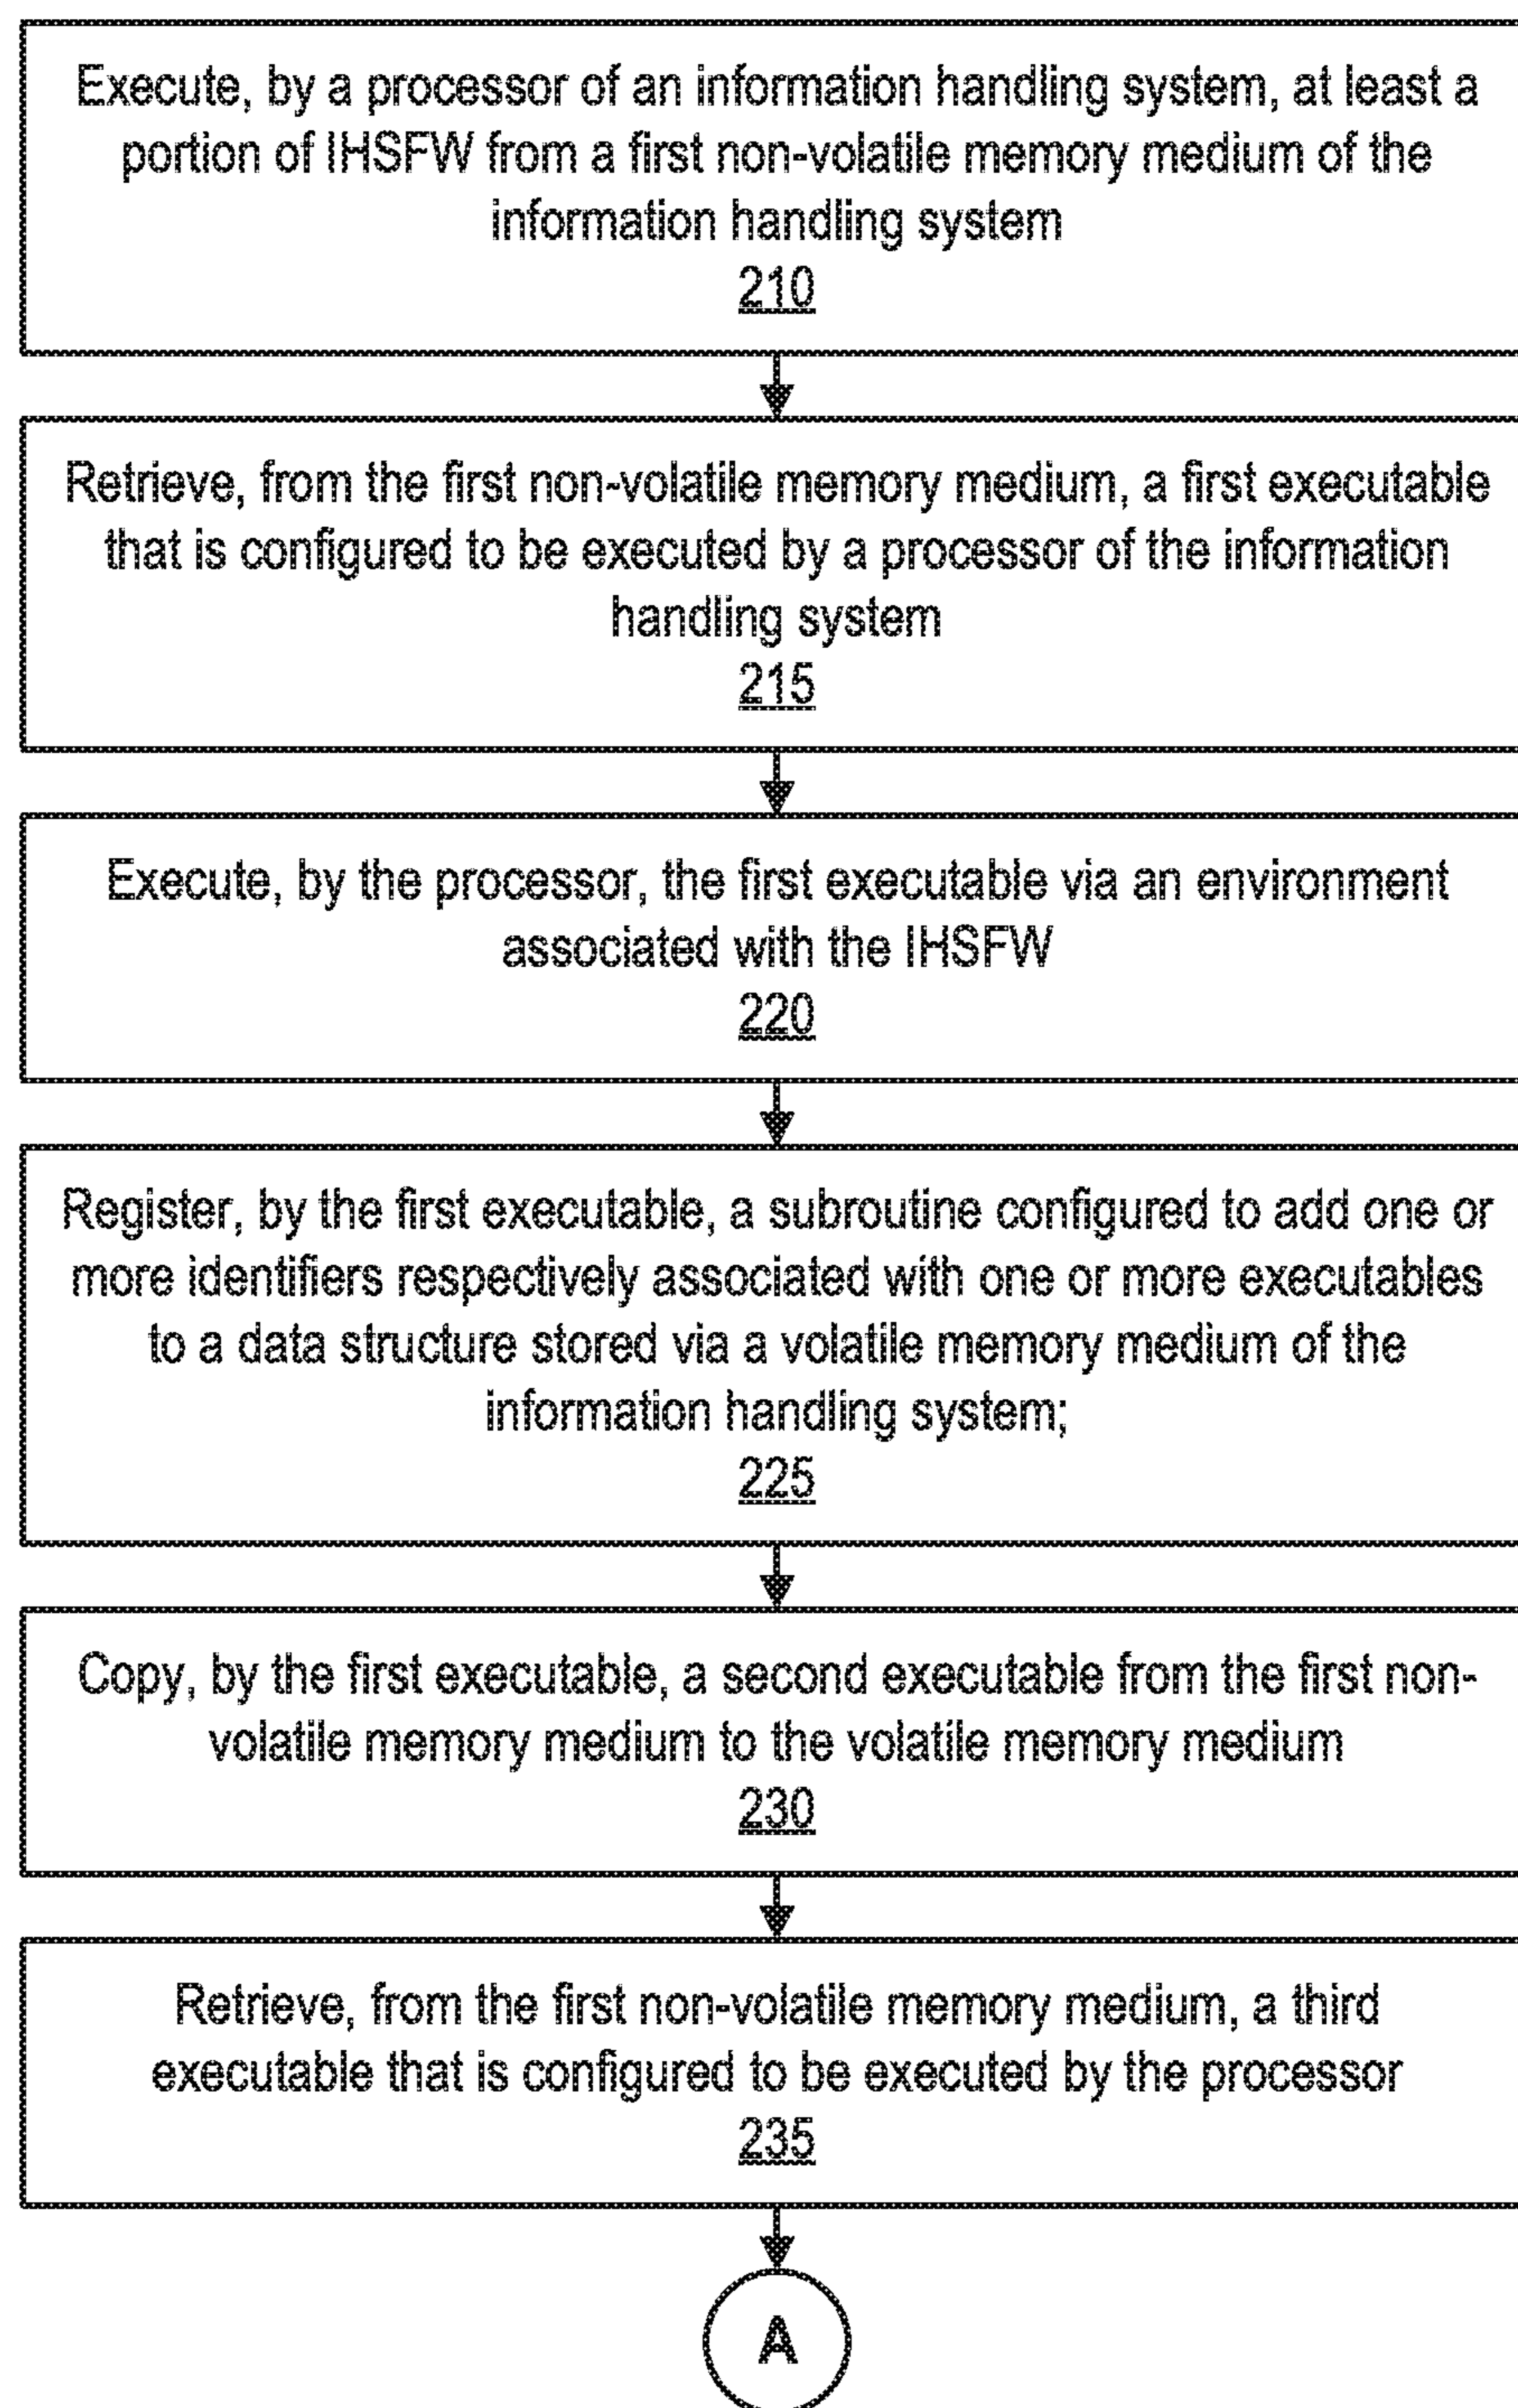 Execute, by a processor of an information handling system, at least a
portion of IHSFW from a first non-volatile memory medium of the
information handling system
210
Retrieve, from the first non-volatile memory medium, a first executable
that is configured to be executed by a processor of the information
handling system
215
Execute, by the processor, the first executable via an environment
associated with the IHSFW
220
Register, by the first executable, a subroutine configured to add one or
more identifiers respectively associated with one or more executables
to a data structure stored via a volatile memory medium of the
information handling system;
225
Copy, by the first executable, a second executable from the first non-
volatile memory medium to the volatile memory medium
230
Retrieve, from the first non-volatile memory medium, a third
executable that is configured to be executed by the processor
235
A